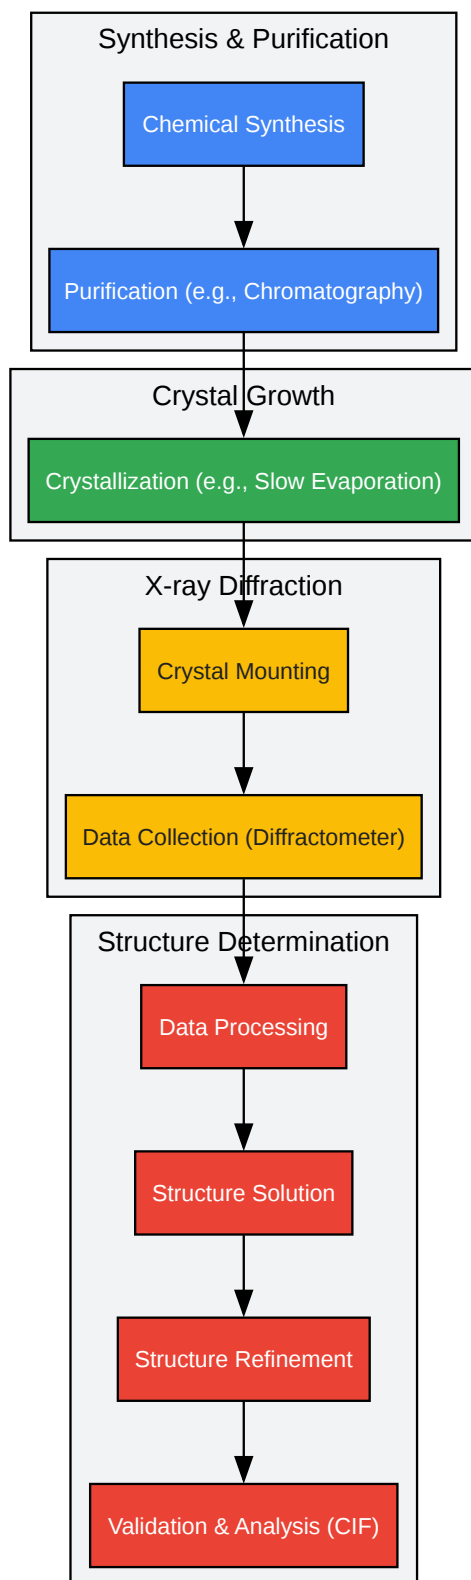 Synthesis & Purification
Chemical Synthesis
Purification (e.g., Chromatography)
Crystal Growth
Crystallization (e.g., Slow Evaporation)
X-ray Diffraction
Crystal Mounting
Data Collection (Diffractometer)
Structure Determination
Data Processing
Structure Solution
Structure Refinement
Validation & Analysis (CIF)